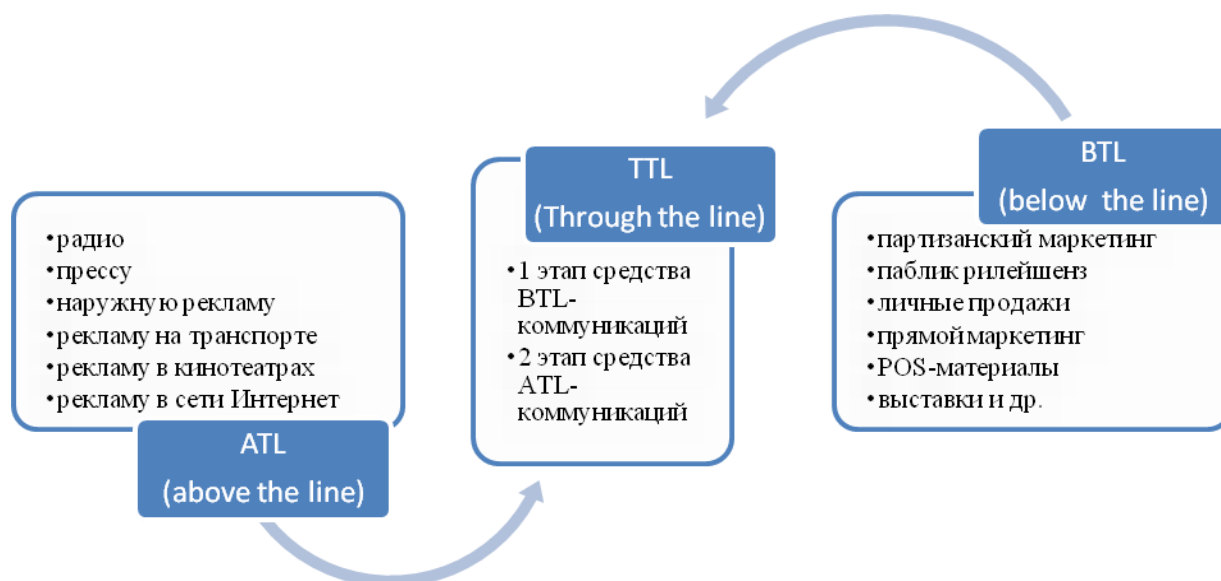 •радио
•прессу
•наружную рекламу
•рекламу на транспорте
•рекламу в кинотеатрах
•рекламу в сети Интернет
ATL
(above the line)
TTL
(Through the line)
•1 этап средства
BTL-
коммуникаций
•2 этап средства
ATL-
коммуникаций
BTL
(below the line)
•партизанский маркетинг
•паблик рилейшенз
•личные продажи
•прямой маркетинг
•POS-материалы
•выставки и др.